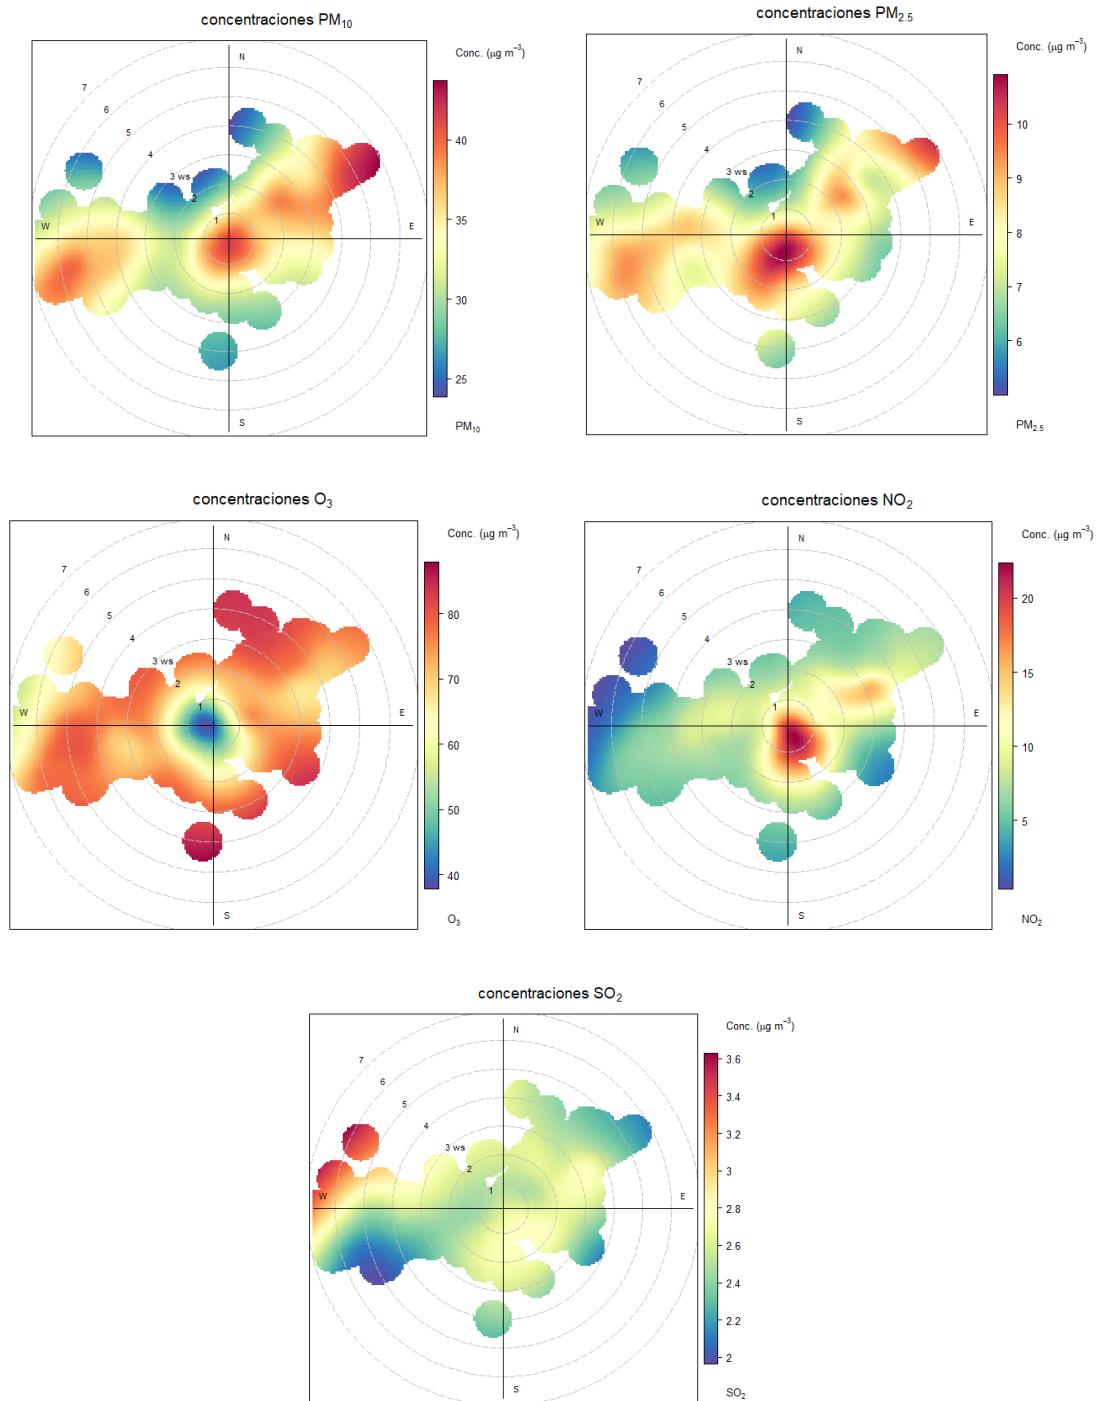 concentraciones PM₁₀
Conc. (μg m⁻³)
N
7
6
5
4
3 ws
2
1
W
E
S
40
35
30
25
PM₁₀
concentraciones PM₂.₅
Conc. (μg m⁻³)
N
7
6
5
4
3 ws
2
1
W
E
S
10
9
8
7
6
PM₂.₅
concentraciones O₃
Conc. (μg m⁻³)
N
7
6
5
4
3 ws
2
1
W
E
S
80
70
60
50
40
O₃
concentraciones NO₂
Conc. (μg m⁻³)
N
7
6
5
4
3 ws
2
1
W
E
S
20
15
10
5
NO₂
concentraciones SO₂
Conc. (μg m⁻³)
N
7
6
5
4
3 ws
2
1
W
E
S
3.6
3.4
3.2
3
2.8
2.6
2.4
2.2
2
SO₂